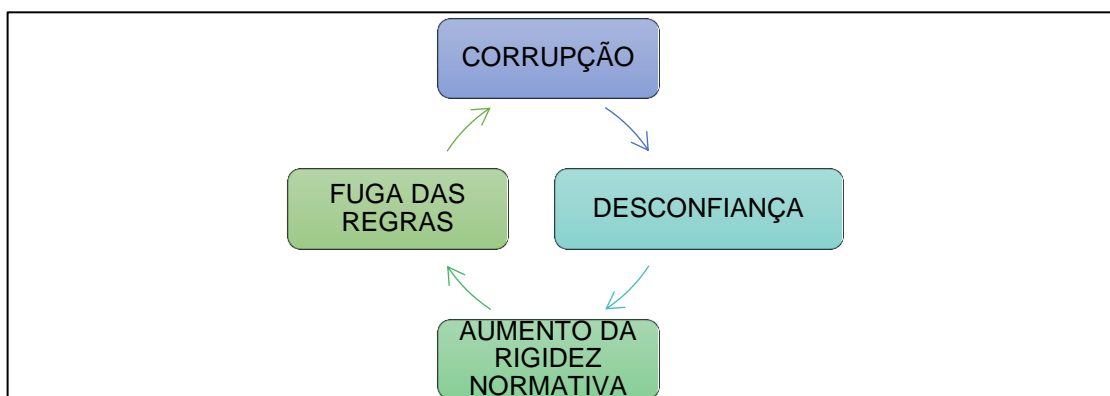 CORRUPÇÃO
FUGA DAS
REGRAS
DESCONFIANÇA
AUMENTO DA
RIGIDEZ
NORMATIVA